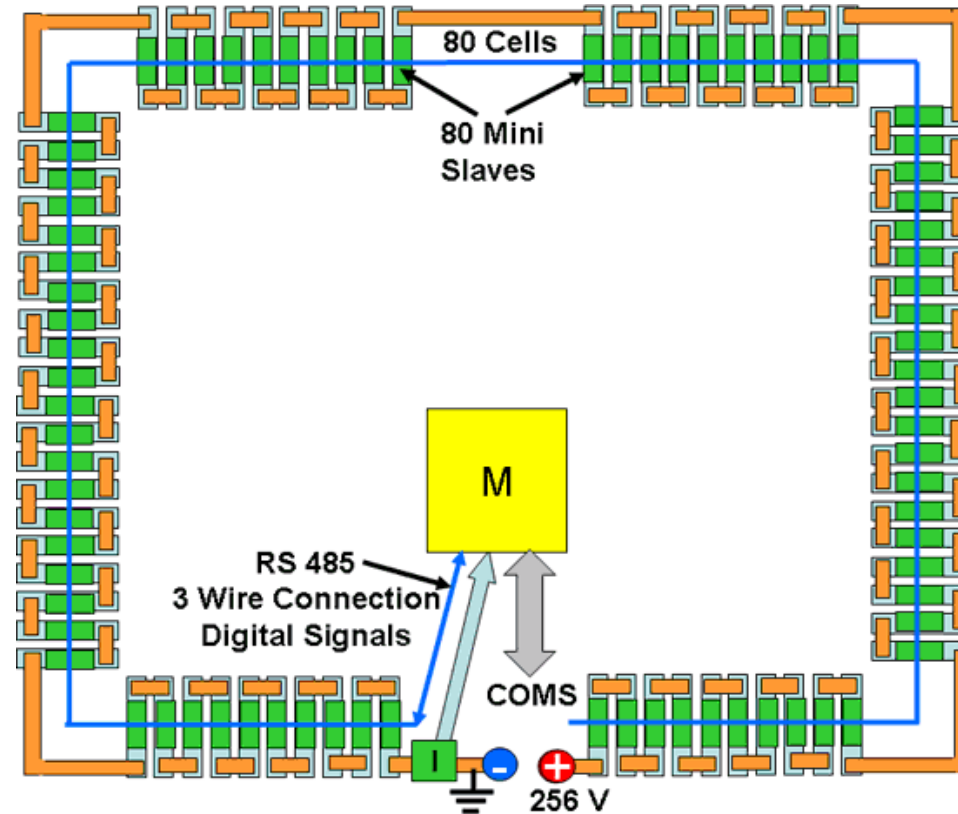 80 Cells
80 Mini
Slaves
M
RS 485
3 Wire Connection
Digital Signals
COMS
I
-
+
256 V